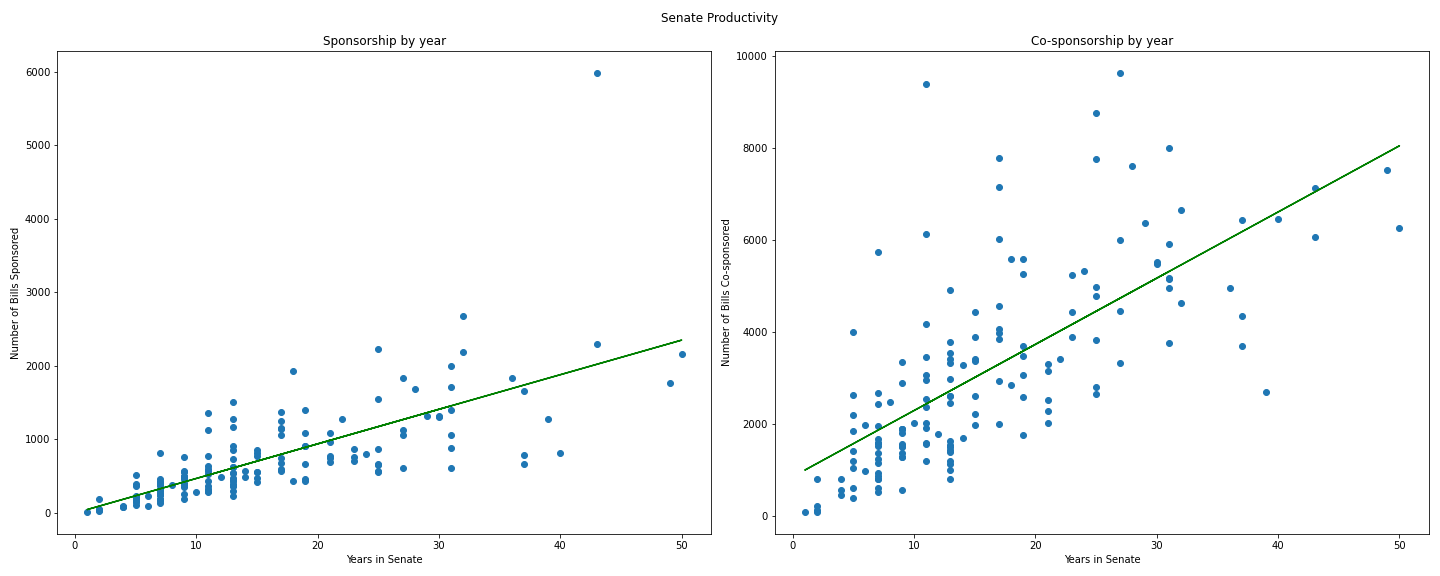 Senate Productivity
Sponsorship by year
Number of Bills Sponsored
6000
5000
4000
3000
2000
1000
0
0 10 20 30 40 50
Years in Senate
Co-sponsorship by year
Number of Bills Co-sponsored
10000
8000
6000
4000
2000
0
0 10 20 30 40 50
Years in Senate